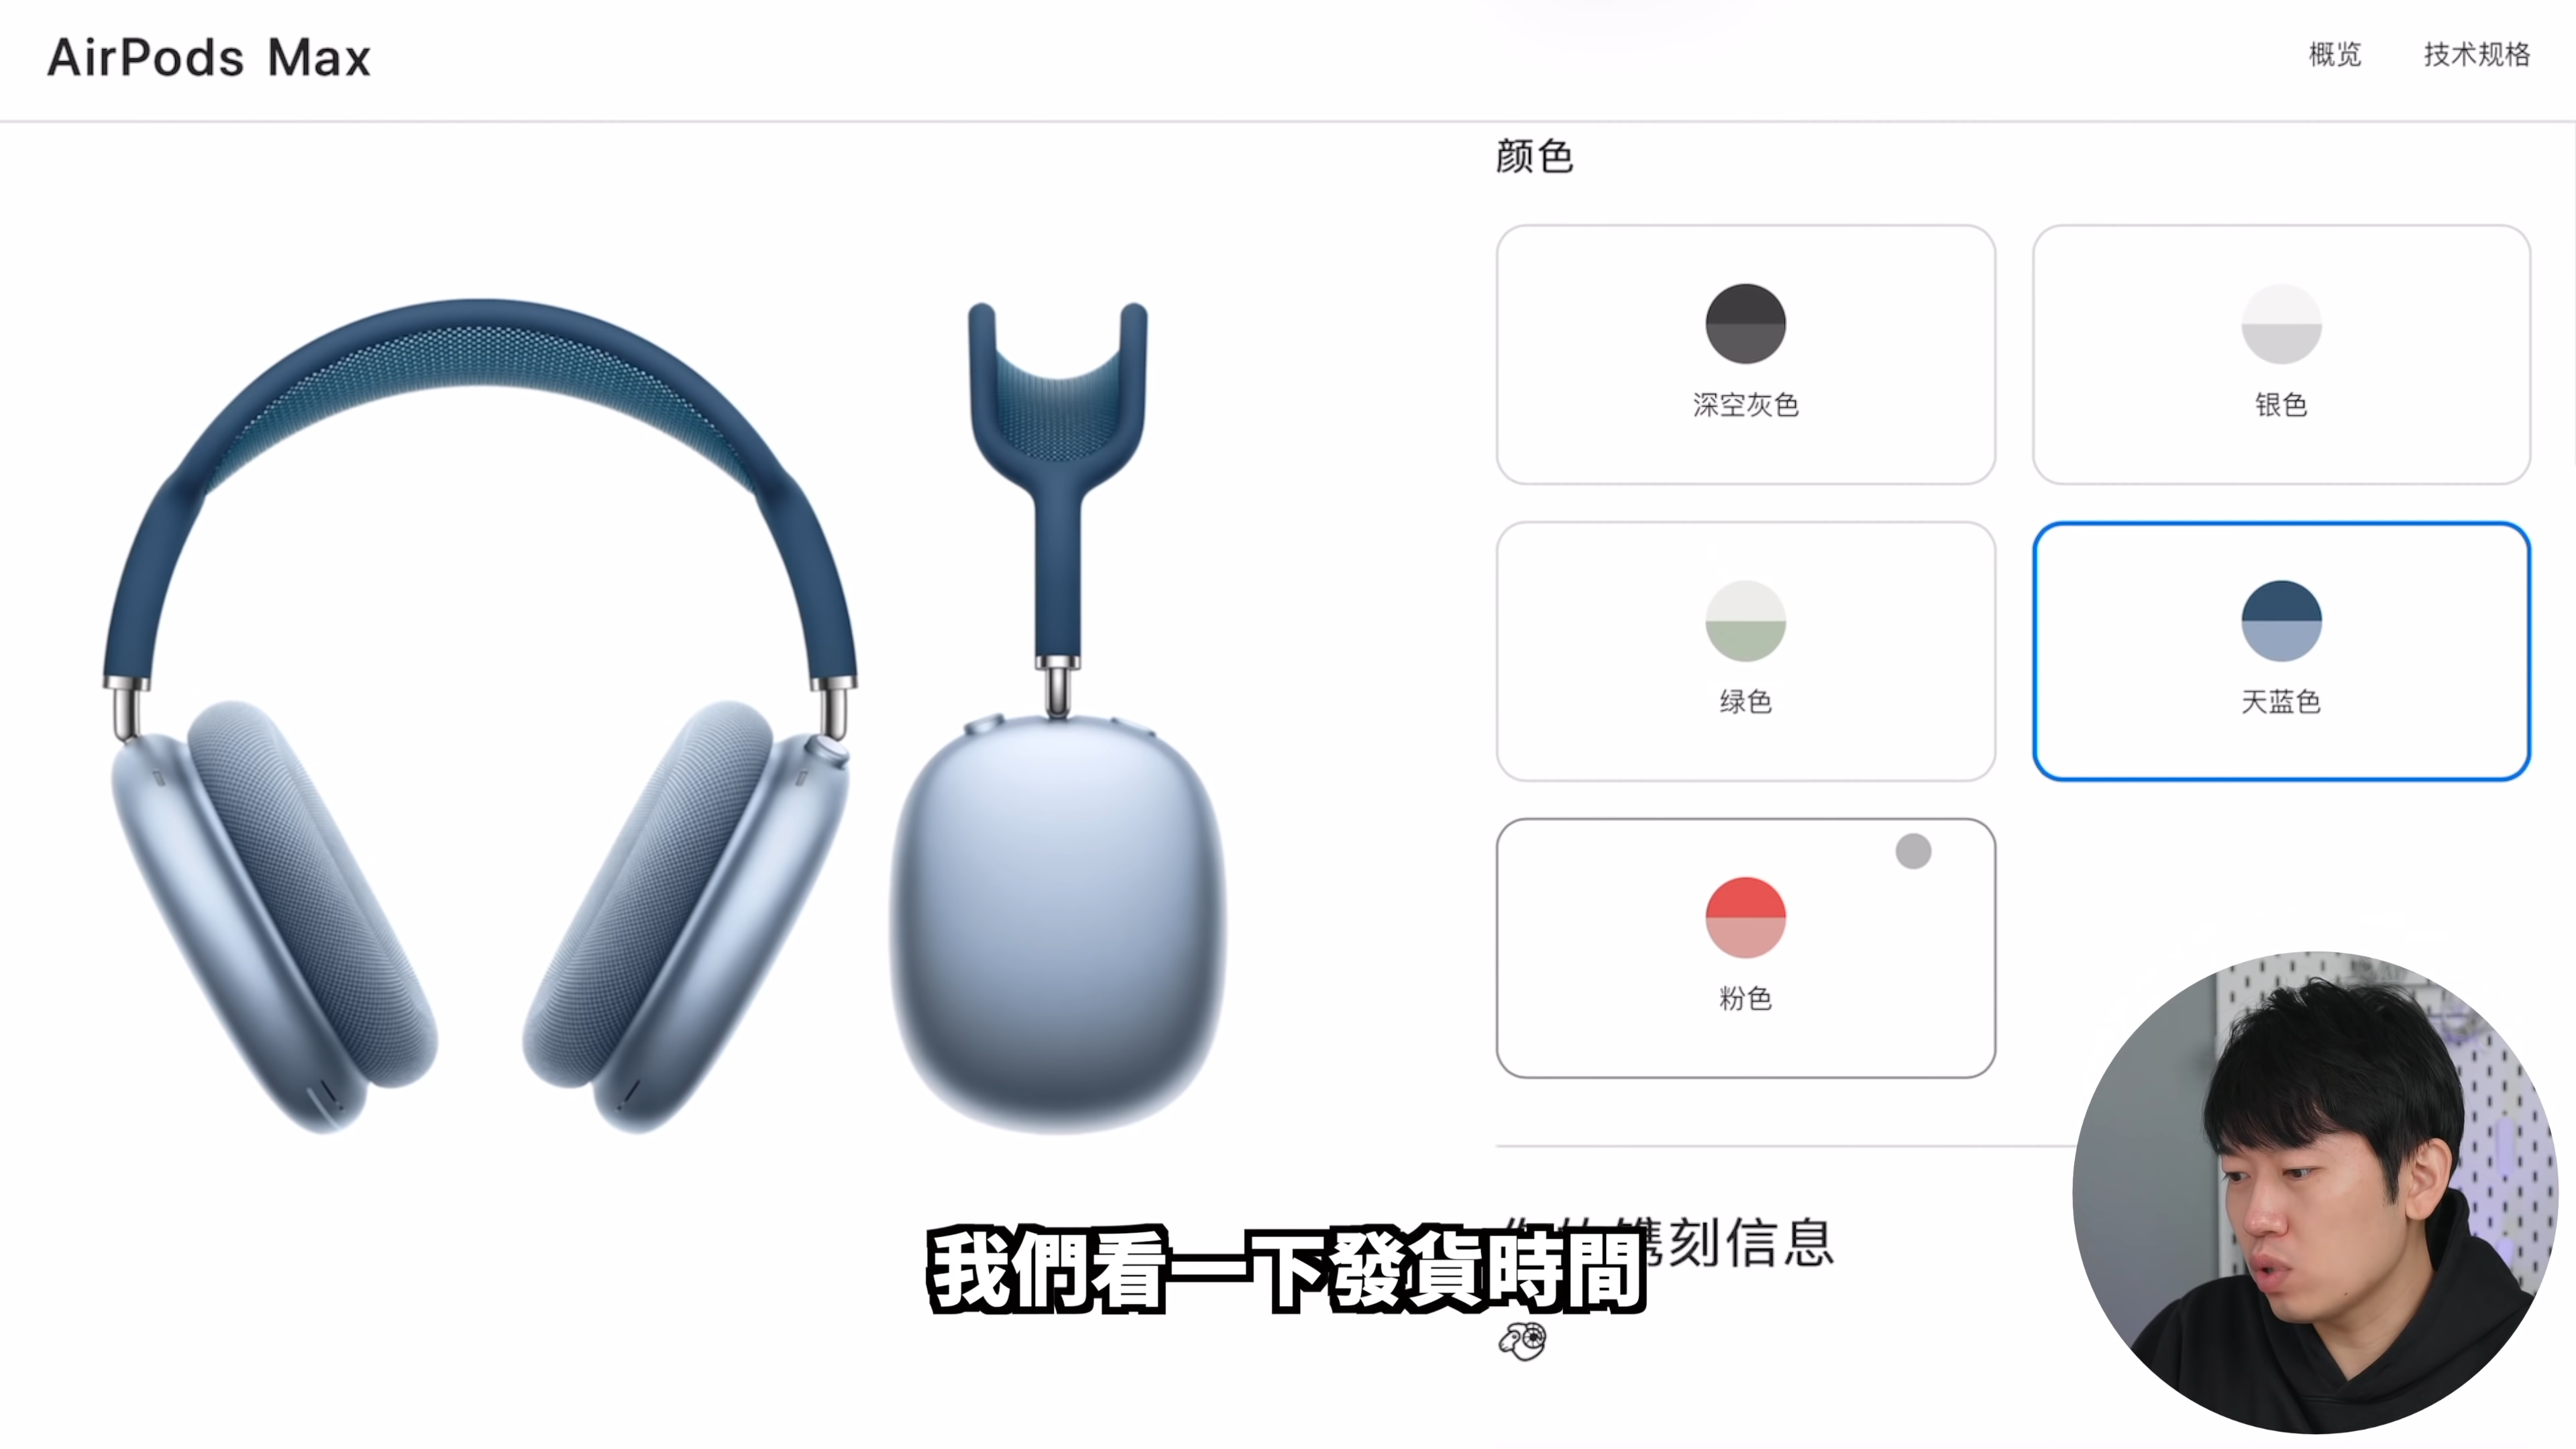 AirPods Max
概览 技术规格
颜色
深空灰色 银色
绿色 天蓝色
粉色
镌刻信息
我們看一下發貨時間